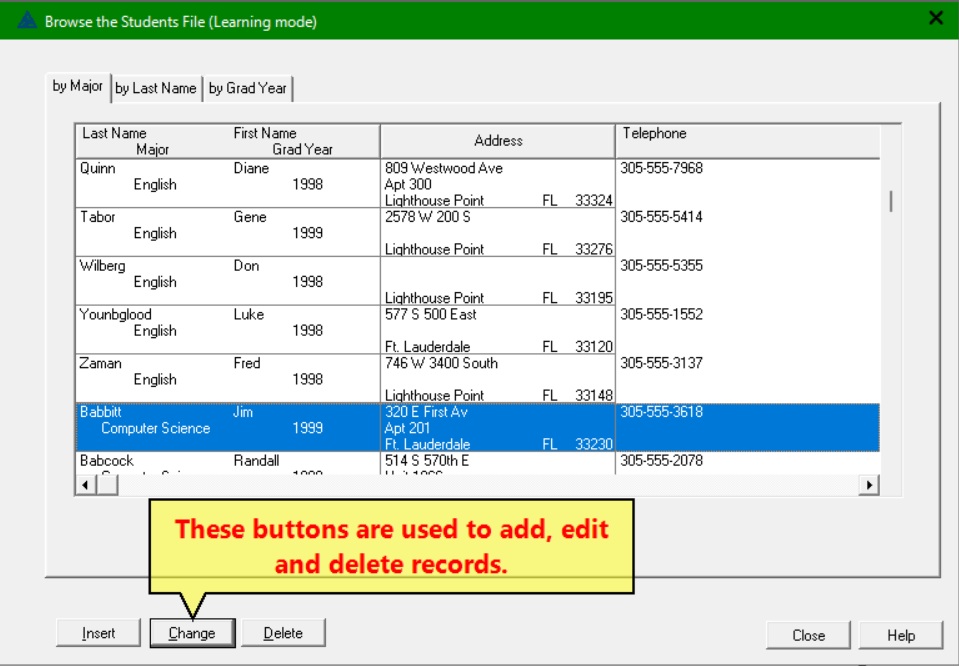 Browse the Students File (Learning mode)
by Major by Last Name by Grad Year
Last Name First Name Address Telephone
Major Grad Year
Quinn Diane 809 Westwood Ave 305-555-7968
English 1998 Apt 300
Lighthouse Point FL 33324
Tabor Gene 2578 W 200 S 305-555-5414
English 1999
Lighthouse Point FL 33276
Wilberg Don 305-555-5355
English 1998
Lighthouse Point FL 33195
Younbglood Luke 577 S 500 East 305-555-1552
English 1998
Ft. Lauderdale FL 33120
Zaman Fred 746 W 3400 South 305-555-3137
English 1998
Lighthouse Point FL 33148
Babbitt Jim 320 E First Av 305-555-3618
Computer Science 1999 Apt 201
Ft. Lauderdale FL 33230
Babcock Randall 514 S 570th E 305-555-2078
These buttons are used to add, edit
and delete records.
Insert Change Delete Close Help